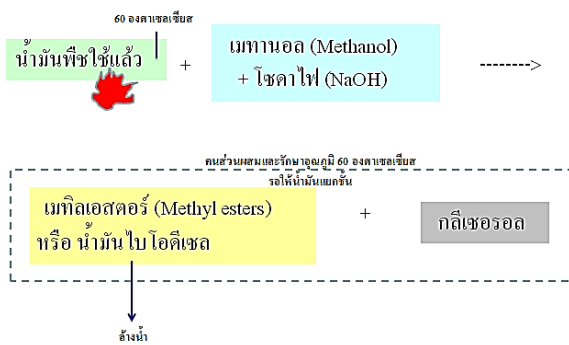 60 องศาเซลเซียส
น้ำมันพืชใช้แล้ว + เมทานอล (Methanol)
+ โซดาไฟ (NaOH) -------->
คนส่วนผสมและรักษาอุณภูมิ 60 องศาเซลเซียส
รอให้น้ำมันแยกชั้น
เมทิลเอสตอร์ (Methyl esters)
หรือ น้ำมันไบโอดีเซล + กลีเซอรอล
ล้างน้ำ